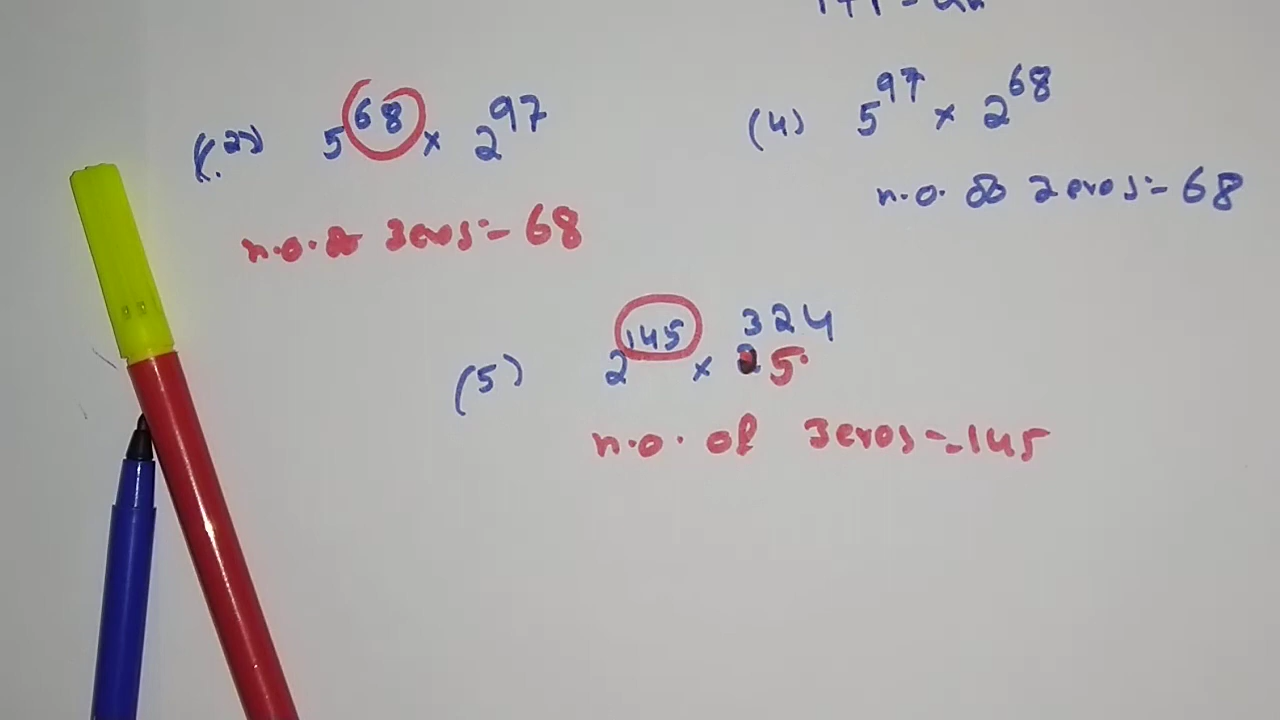 (2) 5^68 × 2^97
n.o. of zeros :- 68
(4) 5^97 × 2^68
n.o. of zeros :- 68
(5) 2^145 × 5^324
n.o. of zeros :- 145